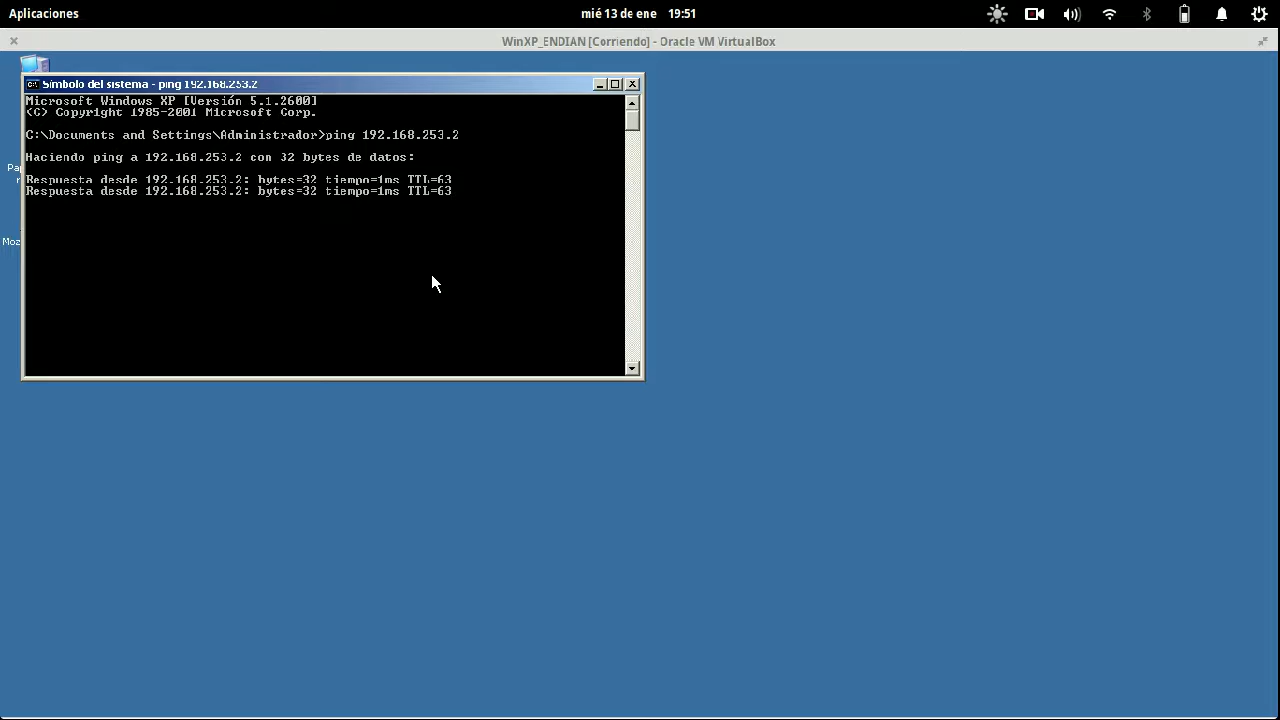 Aplicaciones
mié 13 de ene 19:51
WinXP_ENDIAN [Corriendo] - Oracle VM VirtualBox
Símbolo del sistema - ping 192.168.253.2
Microsoft Windows XP [Versión 5.1.2600]
(C) Copyright 1985-2001 Microsoft Corp.
C:\Documents and Settings\Administrador>ping 192.168.253.2
Haciendo ping a 192.168.253.2 con 32 bytes de datos:
Respuesta desde 192.168.253.2: bytes=32 tiempo=1ms TTL=63
Respuesta desde 192.168.253.2: bytes=32 tiempo=1ms TTL=63